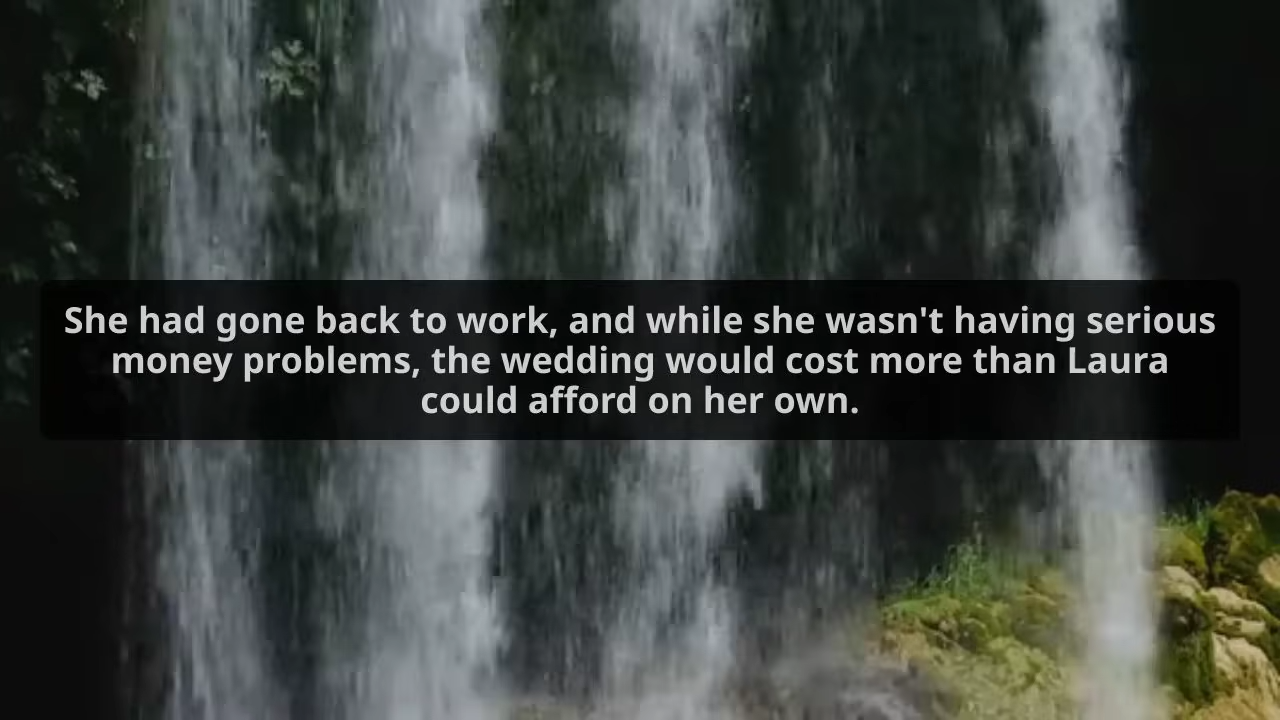 She had gone back to work, and while she wasn't having serious
money problems, the wedding would cost more than Laura
could afford on her own.